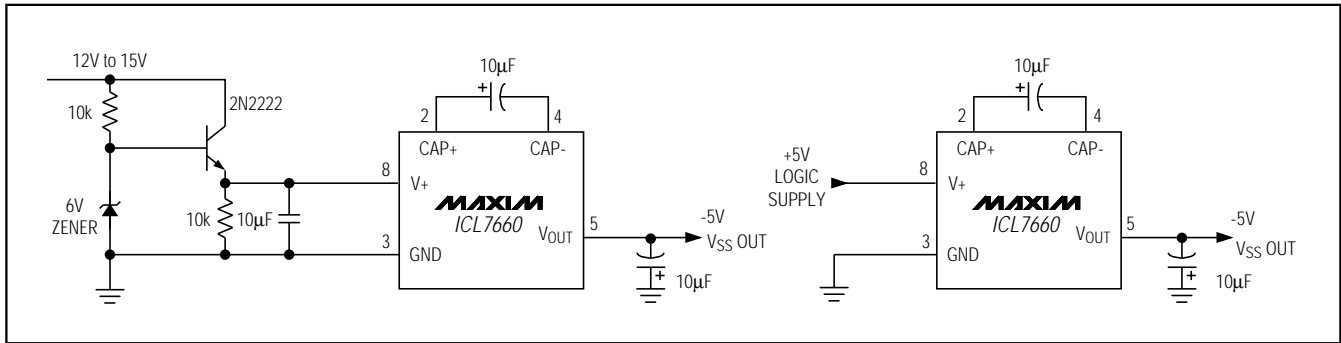 12V to 15V
10k
2N2222
6V
ZENER
10k
10µF
10µF
2
4
CAP+
CAP-
8
V+
MAXIM
ICL7660
3
GND
VOUT
5
-5V
VSS OUT
10µF
+5V
LOGIC
SUPPLY
10µF
2
4
CAP+
CAP-
8
V+
MAXIM
ICL7660
3
GND
VOUT
5
-5V
VSS OUT
10µF